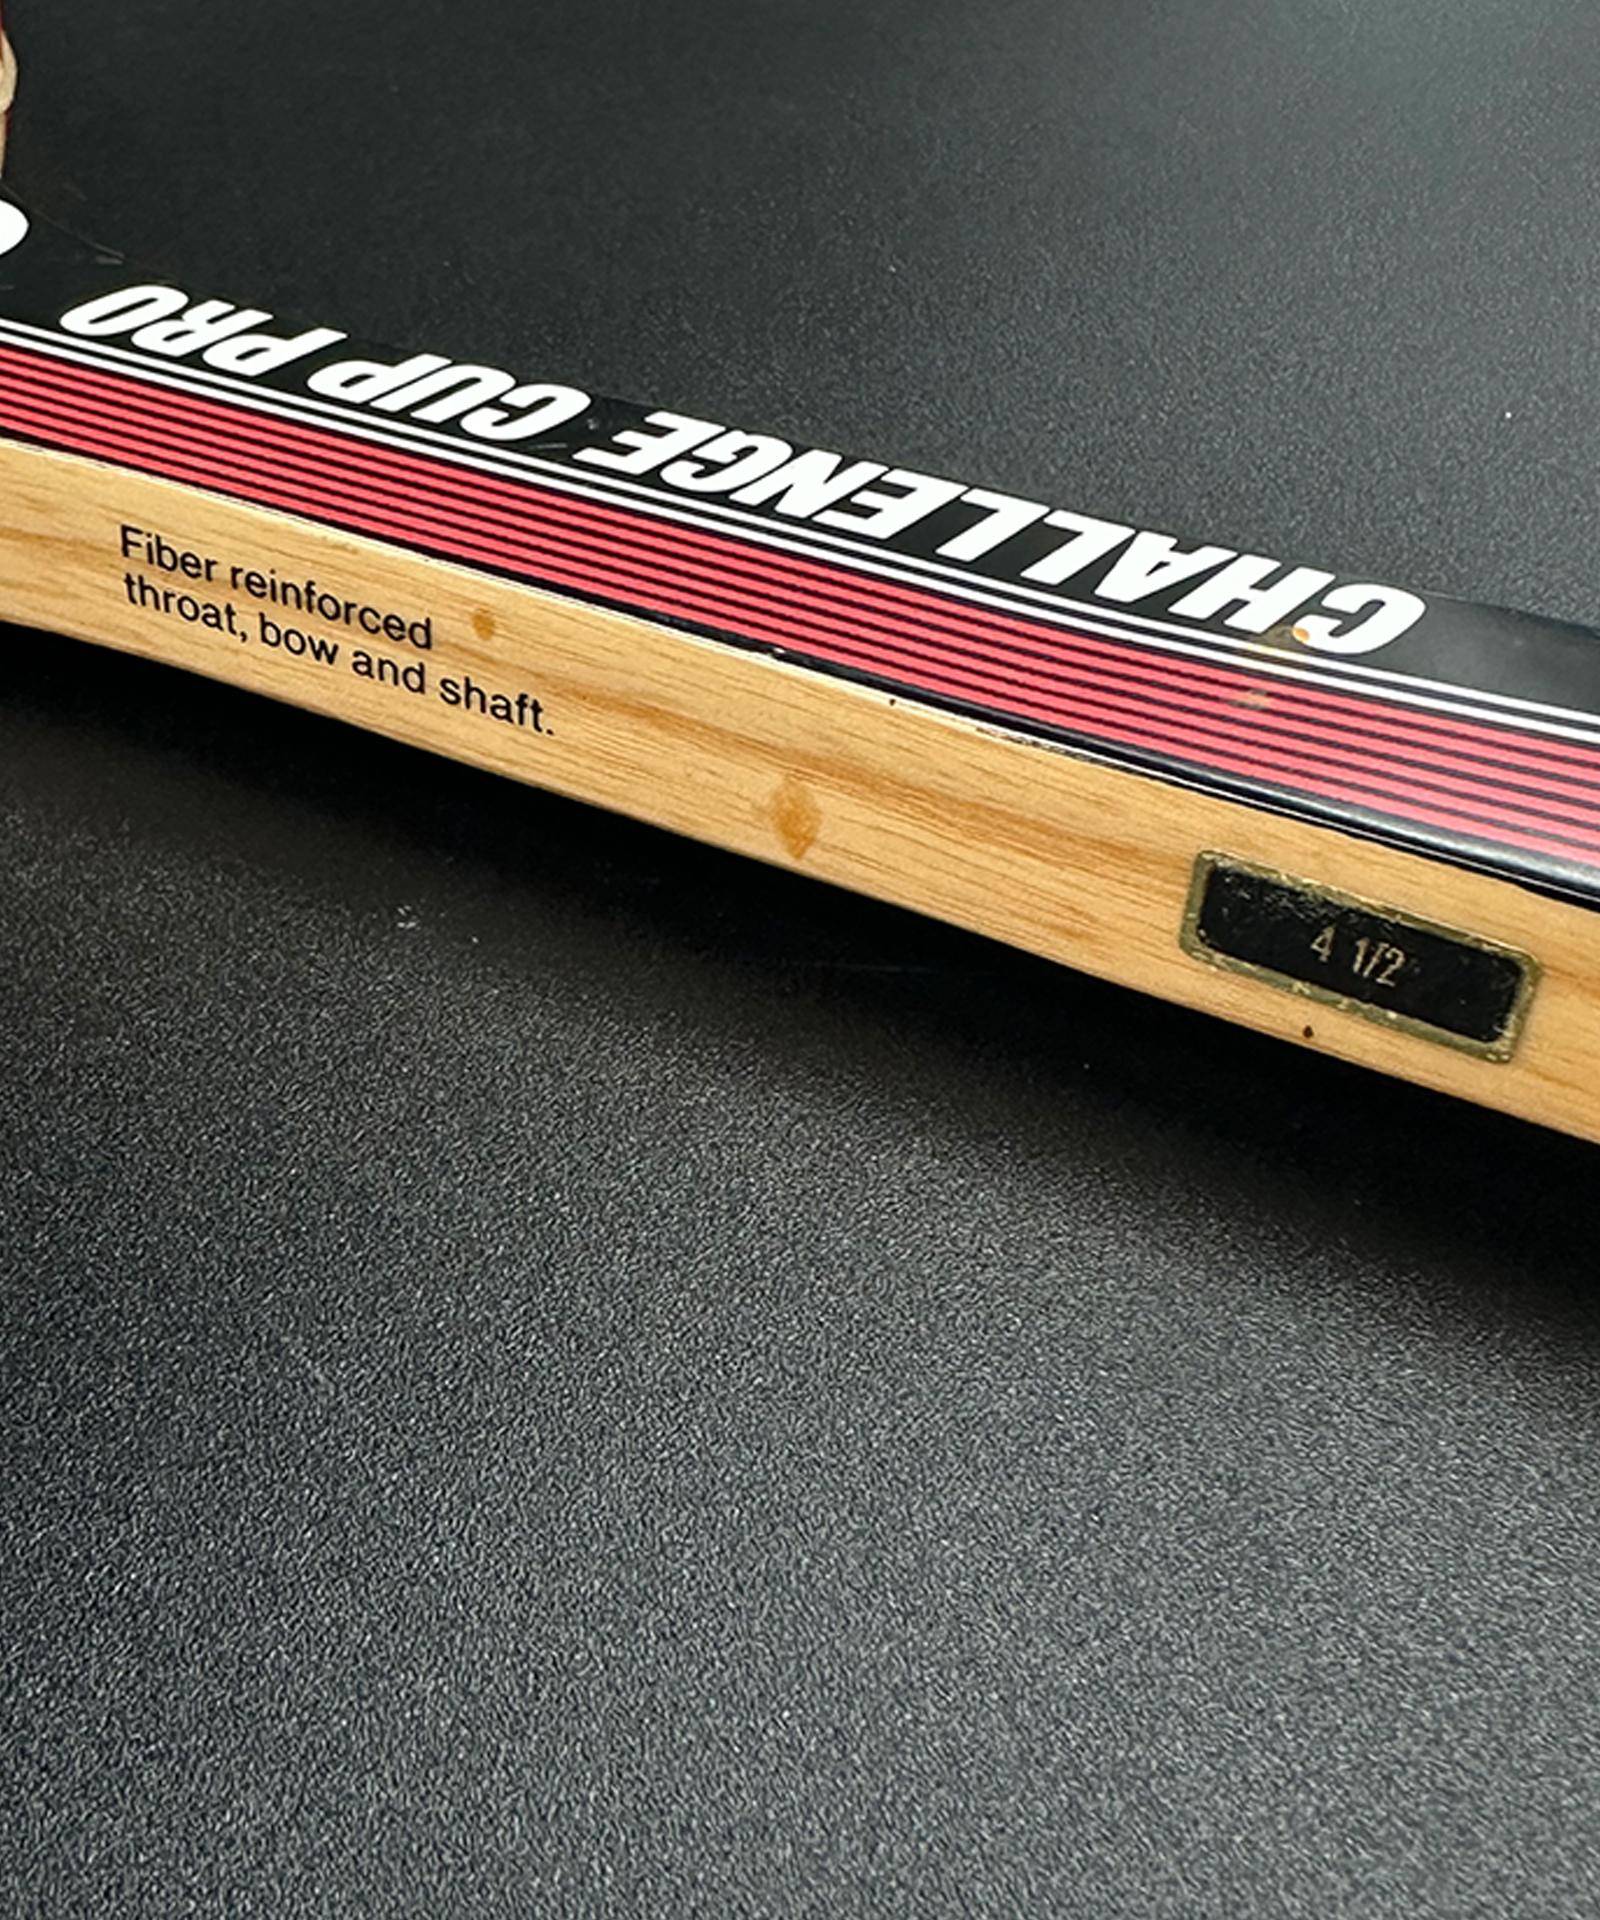 CHALLENGE CUP PRO
Fiber reinforced
throat, bow and shaft.
4 1/2